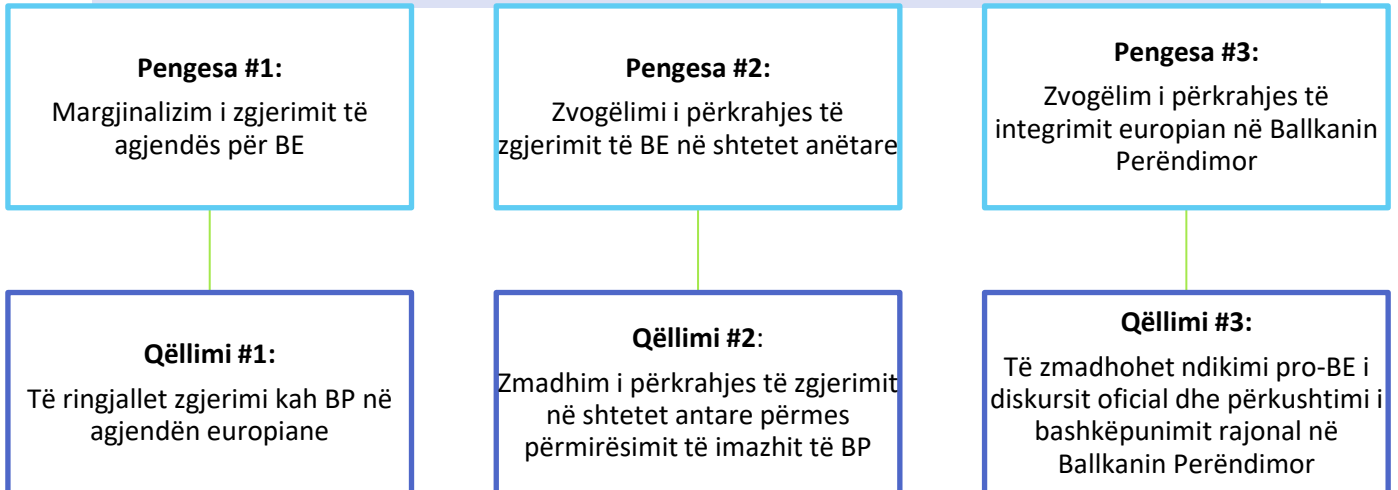 Pengesa #1:
Margjinalizim i zgjerimit të
agjendës për BE
Pengesa #2:
Zvogëlimi i përkrahjes të
zgjerimit të BE në shtetet anëtare
Pengesa #3:
Zvogëlim i përkrahjes të
integrimit europian në Ballkanin
Perëndimor
Qëllimi #1:
Të ringjallet zgjerimi kah BP në
agjendën europiane
Qëllimi #2:
Zmadhim i përkrahjes të zgjerimit
në shtetet antare përmes
përmirësimit të imazhit të BP
Qëllimi #3:
Të zmadhohet ndikimi pro-BE i
diskursit oficial dhe përkushtimi i
bashkëpunimit rajonal në
Ballkanin Perëndimor